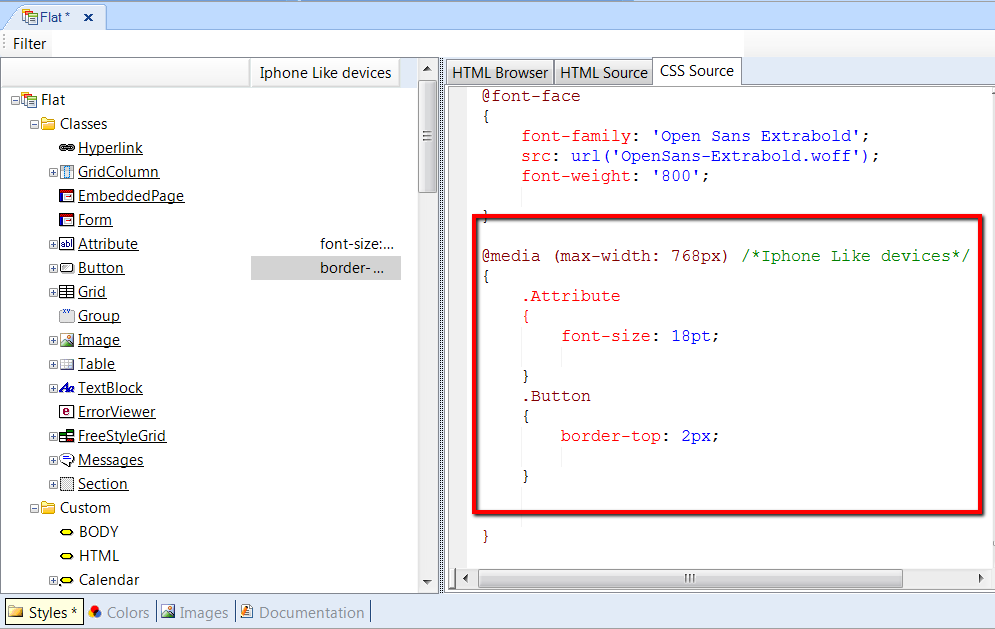 Flat *
Filter
Iphone Like devices
Flat
Classes
Hyperlink
GridColumn
EmbeddedPage
Form
Attribute font-size:...
Button border- ...
Grid
Group
Image
Table
TextBlock
ErrorViewer
FreeStyleGrid
Messages
Section
Custom
BODY
HTML
Calendar
HTML Browser HTML Source CSS Source
@font-face
{
font-family: 'Open Sans Extrabold';
src: url('OpenSans-Extrabold.woff');
font-weight: '800';
}
@media (max-width: 768px) /*Iphone Like devices*/
{
.Attribute
{
font-size: 18pt;
}
.Button
{
border-top: 2px;
}
}
Styles * Colors Images Documentation